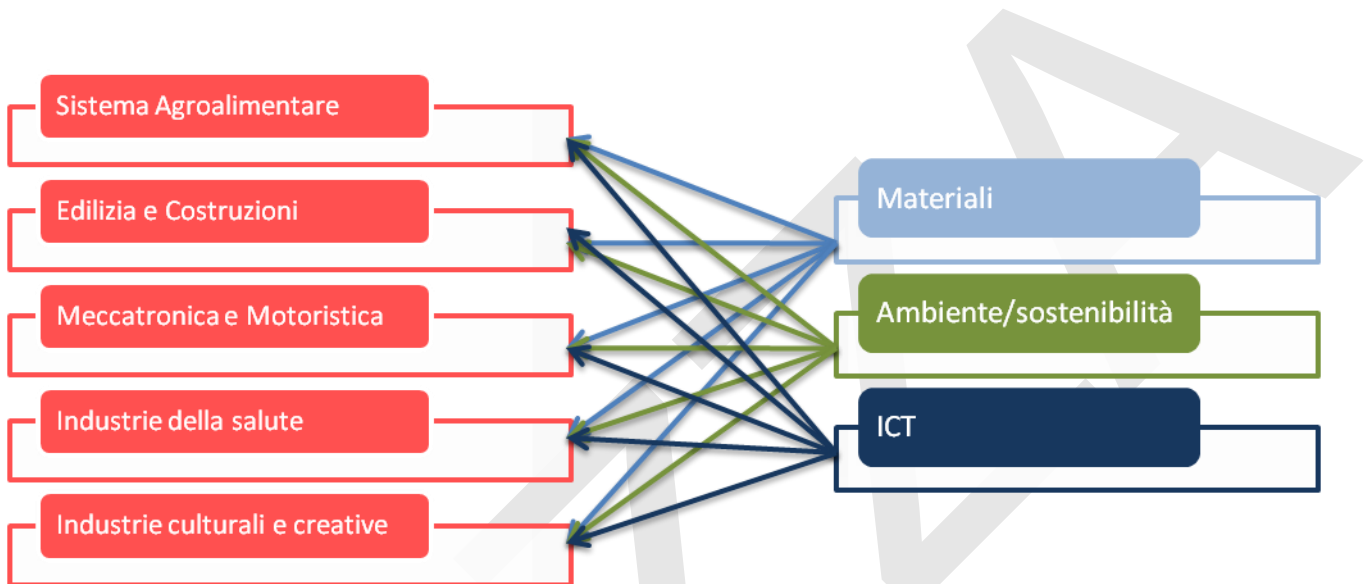 Sistema Agroalimentare
Edilizia e Costruzioni
Meccatronica e Motoristica
Industrie della salute
Industrie culturali e creative
Materiali
Ambiente/sostenibilità
ICT